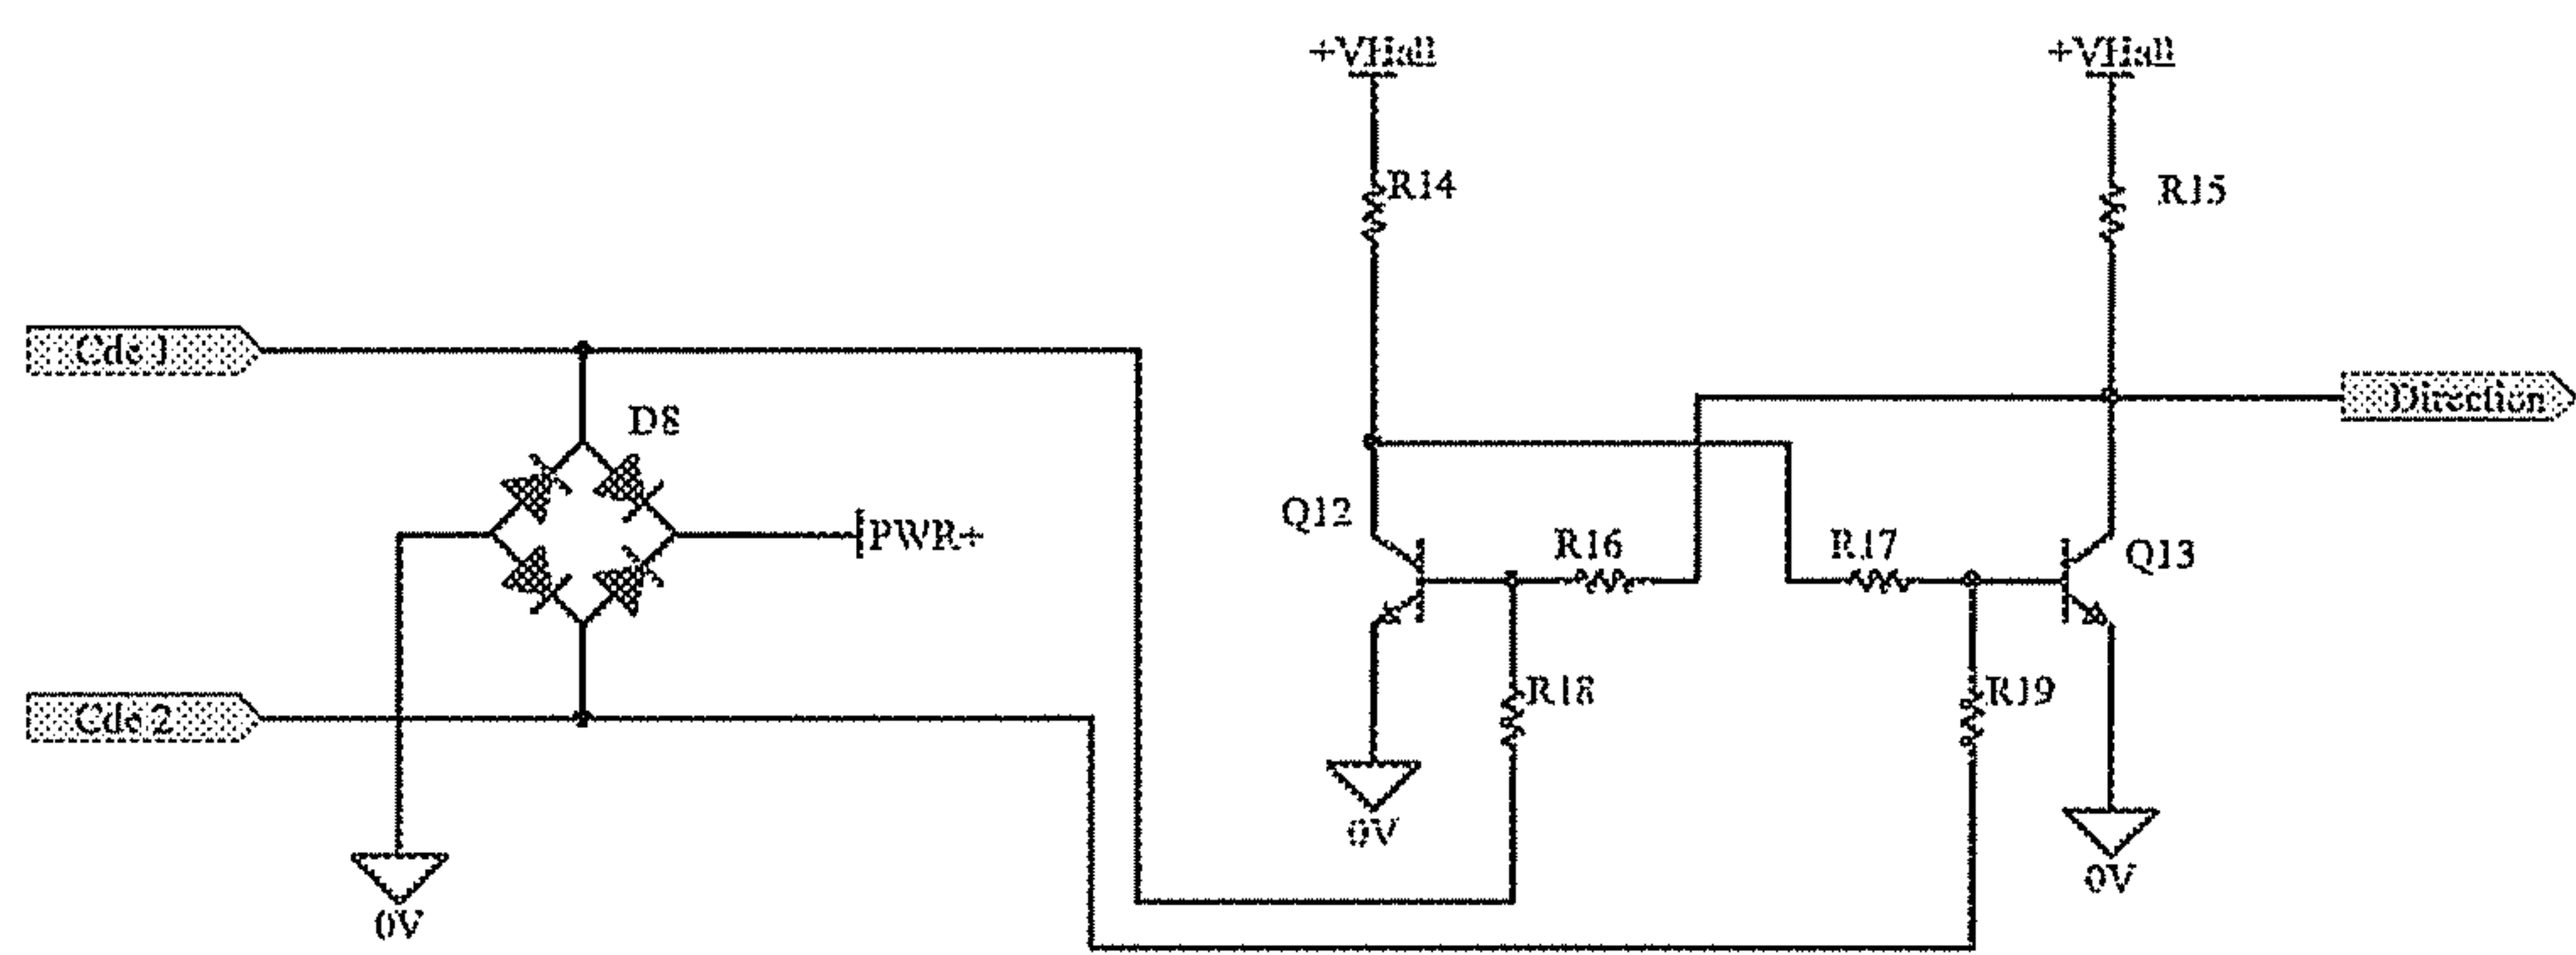 +VHall
+VHall
R14
R15
Cde 1
D8
Direction
Q12
PWR+
R16
R17
Q13
R18
R19
Cde 2
0V
0V
0V